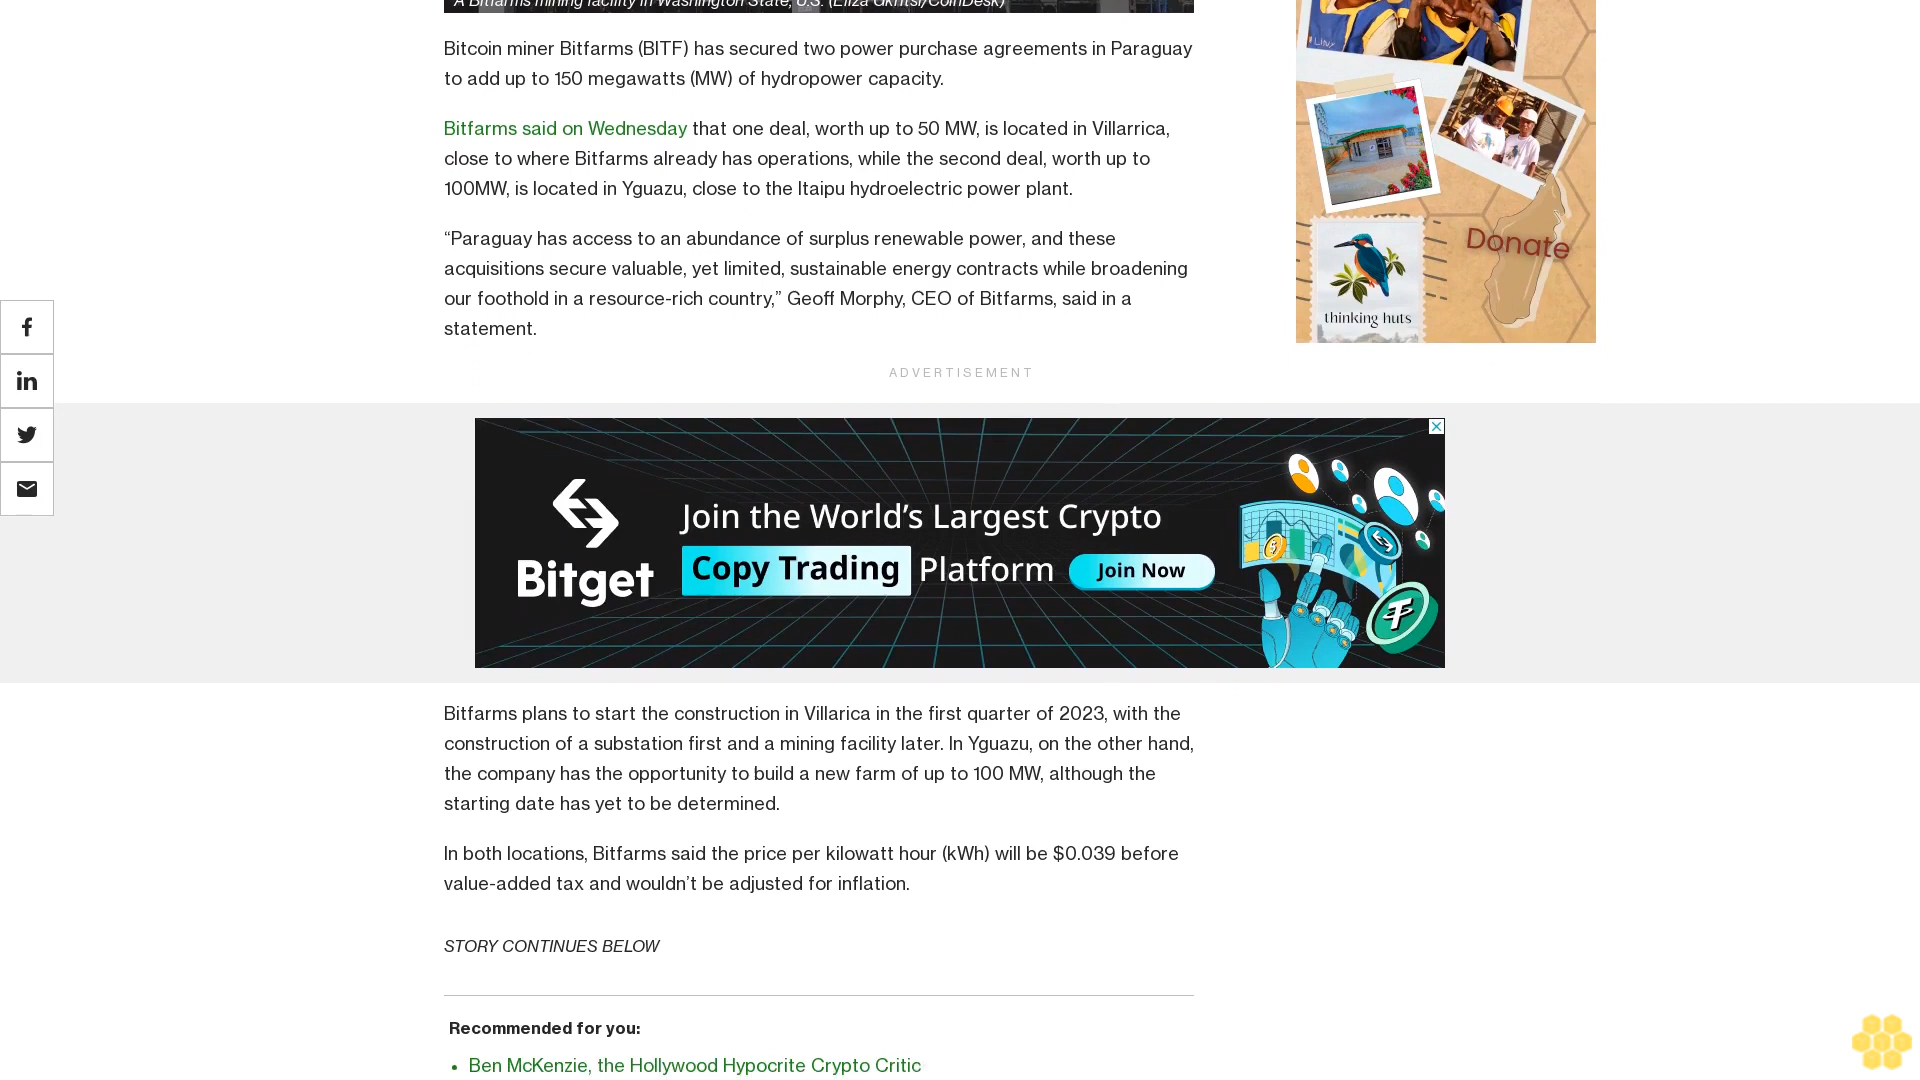 A Bitfarms mining facility in Washington State, U.S. (Eliza Gkritsi/CoinDesk)
Bitcoin miner Bitfarms (BITF) has secured two power purchase agreements in Paraguay
to add up to 150 megawatts (MW) of hydropower capacity.
Bitfarms said on Wednesday that one deal, worth up to 50 MW, is located in Villarrica,
close to where Bitfarms already has operations, while the second deal, worth up to
100MW, is located in Yguazu, close to the Itaipu hydroelectric power plant.
“Paraguay has access to an abundance of surplus renewable power, and these
acquisitions secure valuable, yet limited, sustainable energy contracts while broadening
our foothold in a resource-rich country,” Geoff Morphy, CEO of Bitfarms, said in a
statement.
Donate
thinking huts
ADVERTISEMENT
Bitget
Join the World’s Largest Crypto
Copy Trading Platform Join Now
Bitfarms plans to start the construction in Villarica in the first quarter of 2023, with the
construction of a substation first and a mining facility later. In Yguazu, on the other hand,
the company has the opportunity to build a new farm of up to 100 MW, although the
starting date has yet to be determined.
In both locations, Bitfarms said the price per kilowatt hour (kWh) will be $0.039 before
value-added tax and wouldn’t be adjusted for inflation.
STORY CONTINUES BELOW
Recommended for you:
• Ben McKenzie, the Hollywood Hypocrite Crypto Critic